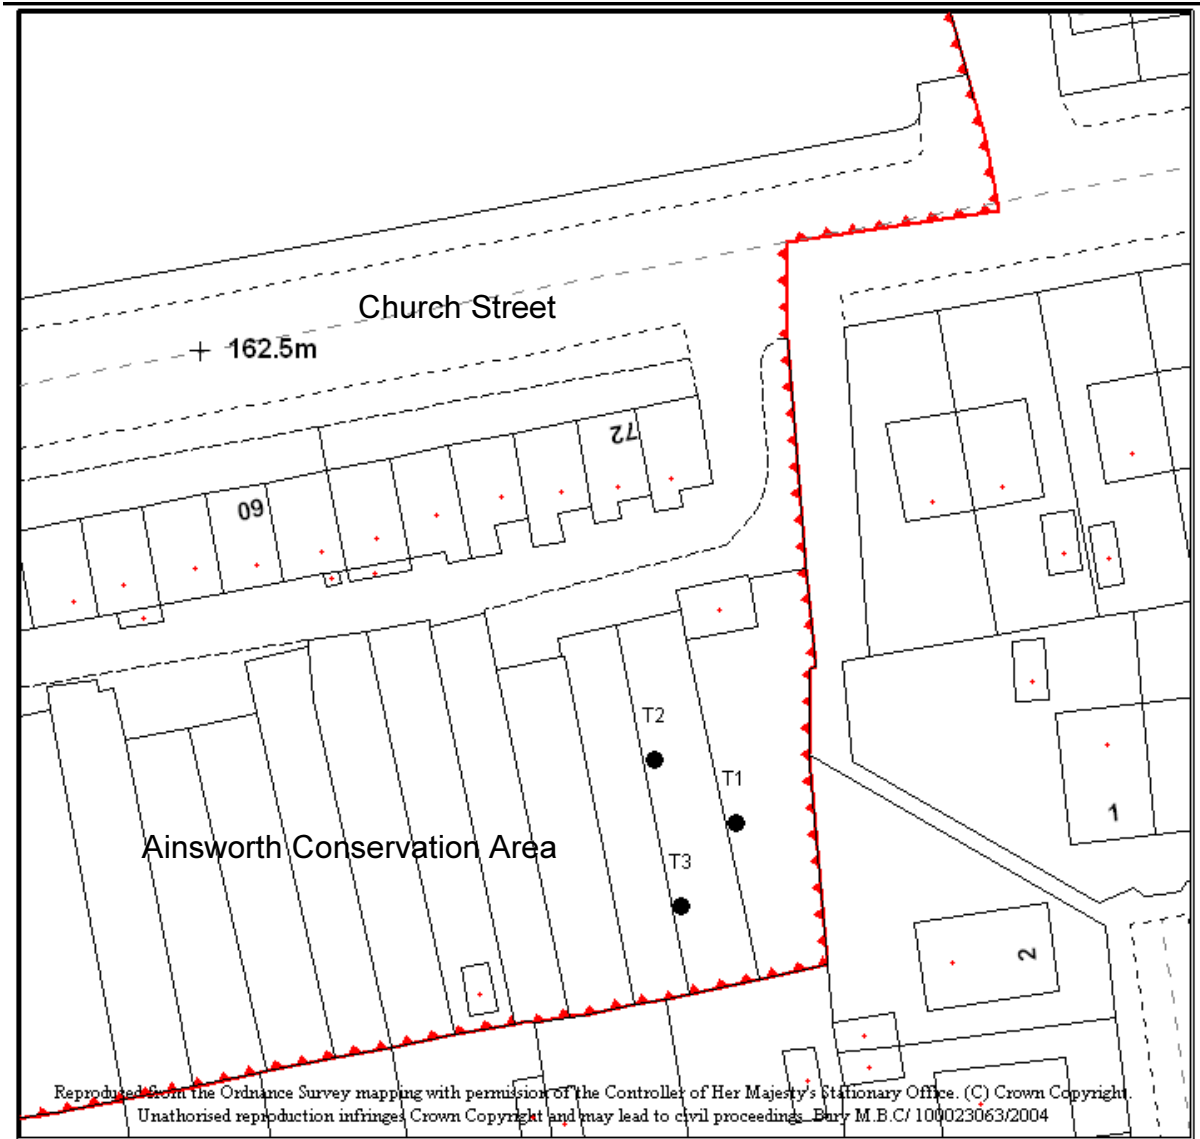 Church Street
162.5m
72
60
T2
T1
1
Ainsworth Conservation Area
T3
2
Reproduced from the Ordnance Survey mapping with permission of the Controller of Her Majesty's Stationary Office. (C) Crown Copyright.
Unathorised reproduction infringes Crown Copyright and may lead to civil proceedings. Bury M.B.C/ 100023063/2004